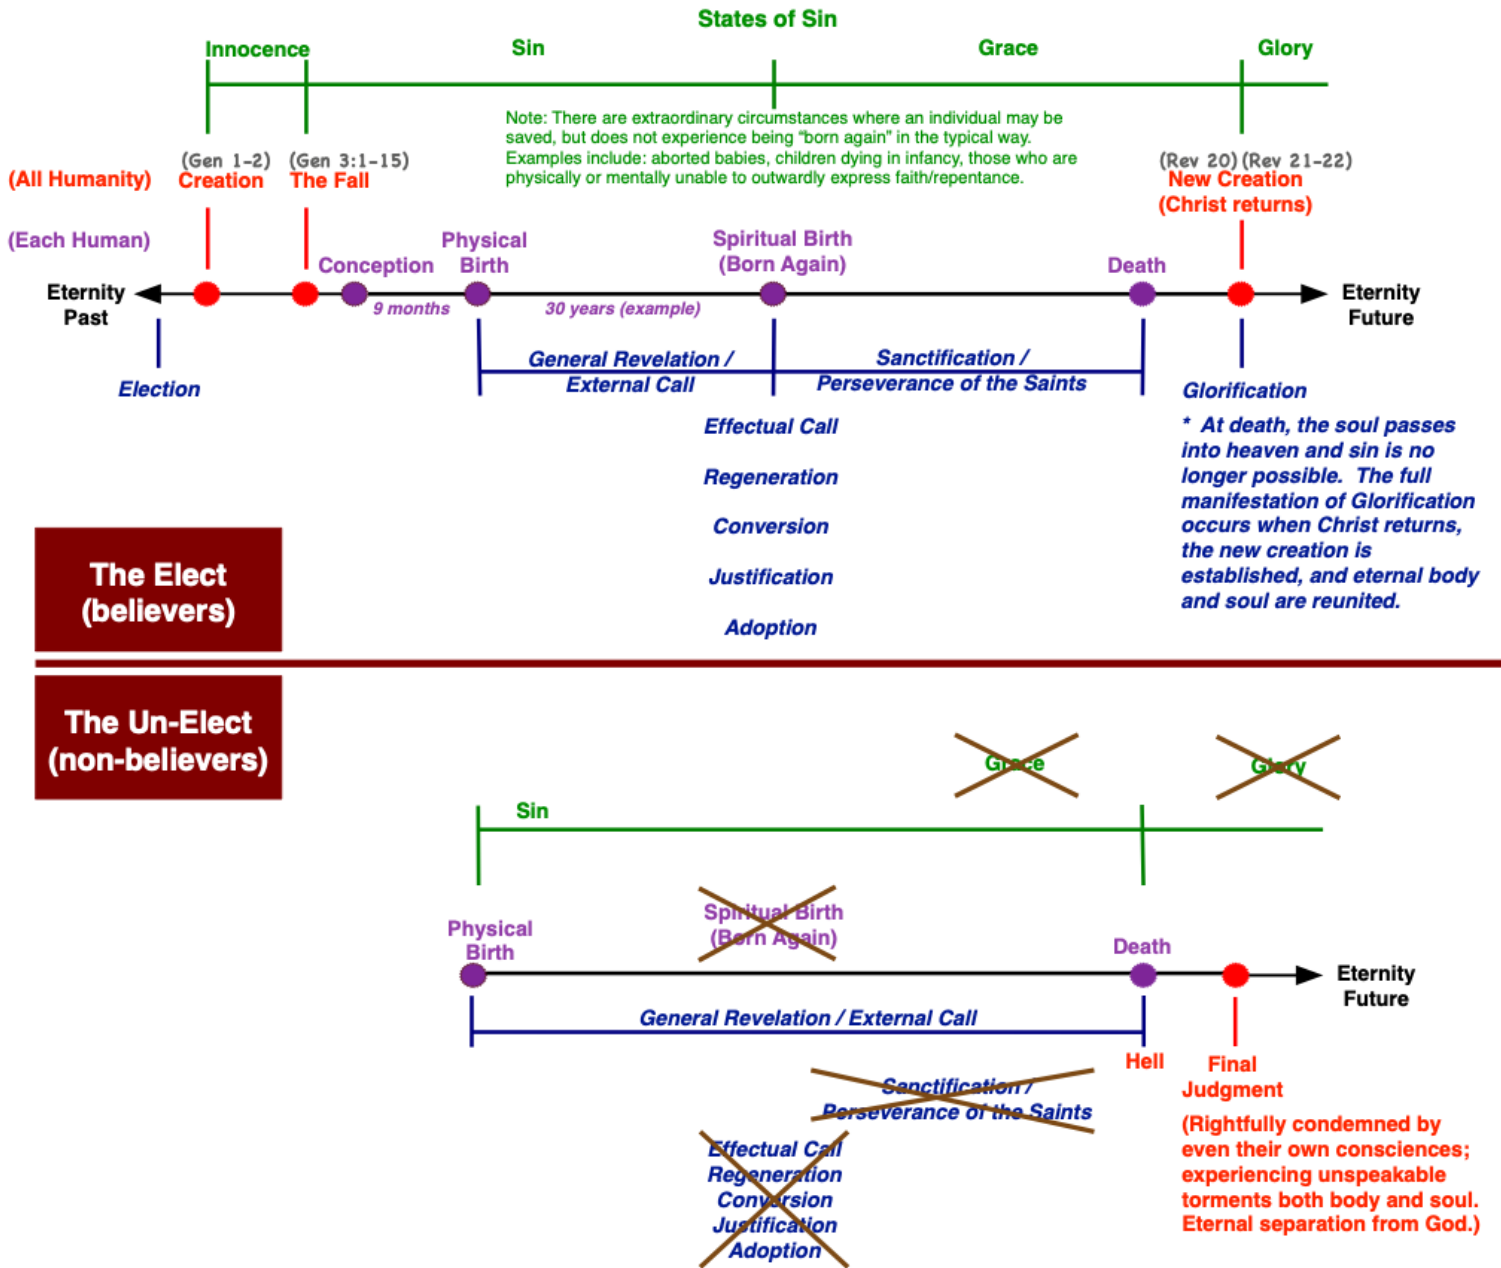 States of Sin
Innocence
Sin
Grace
Glory
Note: There are extraordinary circumstances where an individual may be
saved, but does not experience being “born again” in the typical way.
Examples include: aborted babies, children dying in infancy, those who are
physically or mentally unable to outwardly express faith/repentance.
(Gen 1-2)
(Gen 3:1-15)
(Rev 20) (Rev 21-22)
(All Humanity)
Creation
The Fall
New Creation
(Christ returns)
(Each Human)
Conception
Physical
Birth
Spiritual Birth
(Born Again)
Death
Eternity
Past
9 months
30 years (example)
Eternity
Future
Election
General Revelation /
External Call
Sanctification /
Perseverance of the Saints
Effectual Call
Regeneration
Conversion
Justification
Adoption
Glorification
* At death, the soul passes
into heaven and sin is no
longer possible. The full
manifestation of Glorification
occurs when Christ returns,
the new creation is
established, and eternal body
and soul are reunited.
The Elect
(believers)
The Un-Elect
(non-believers)
Grace
Glory
Sin
Physical
Birth
Spiritual Birth
(Born Again)
Death
Eternity
Future
General Revelation / External Call
Hell
Final
Judgment
Sanctification /
Perseverance of the Saints
(Rightfully condemned by
even their own consciences;
experiencing unspeakable
torments both body and soul.
Eternal separation from God.)
Effectual Call
Regeneration
Conversion
Justification
Adoption